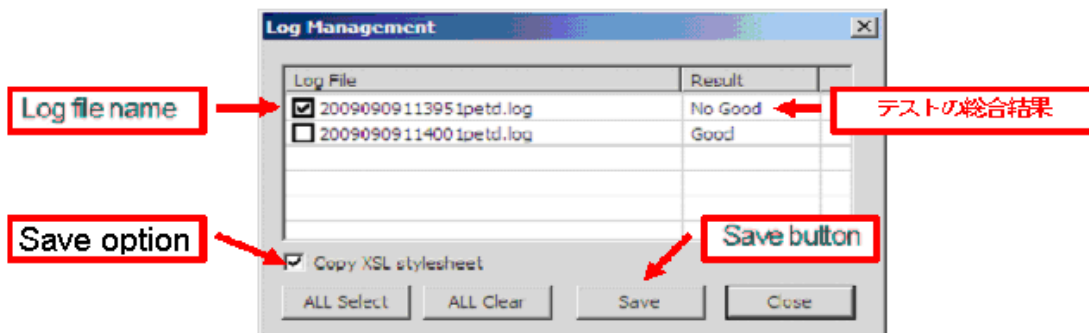 Log Management
Log File Result
Log file name
20090909113951petd.log No Good
テストの総合結果
20090909114001petd.log Good
Save option
Save button
Copy XSL stylesheet
ALL Select ALL Clear Save Close